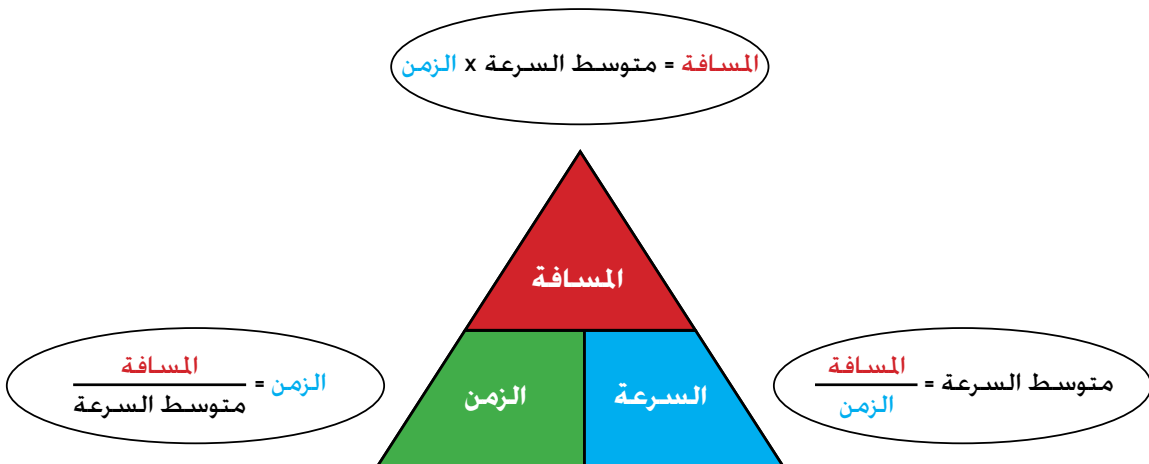 المسافة = متوسط السرعة x الزمن
المسافة
الزمن
السرعة
متوسط السرعة = المسافة
الزمن
الزمن = المسافة
متوسط السرعة